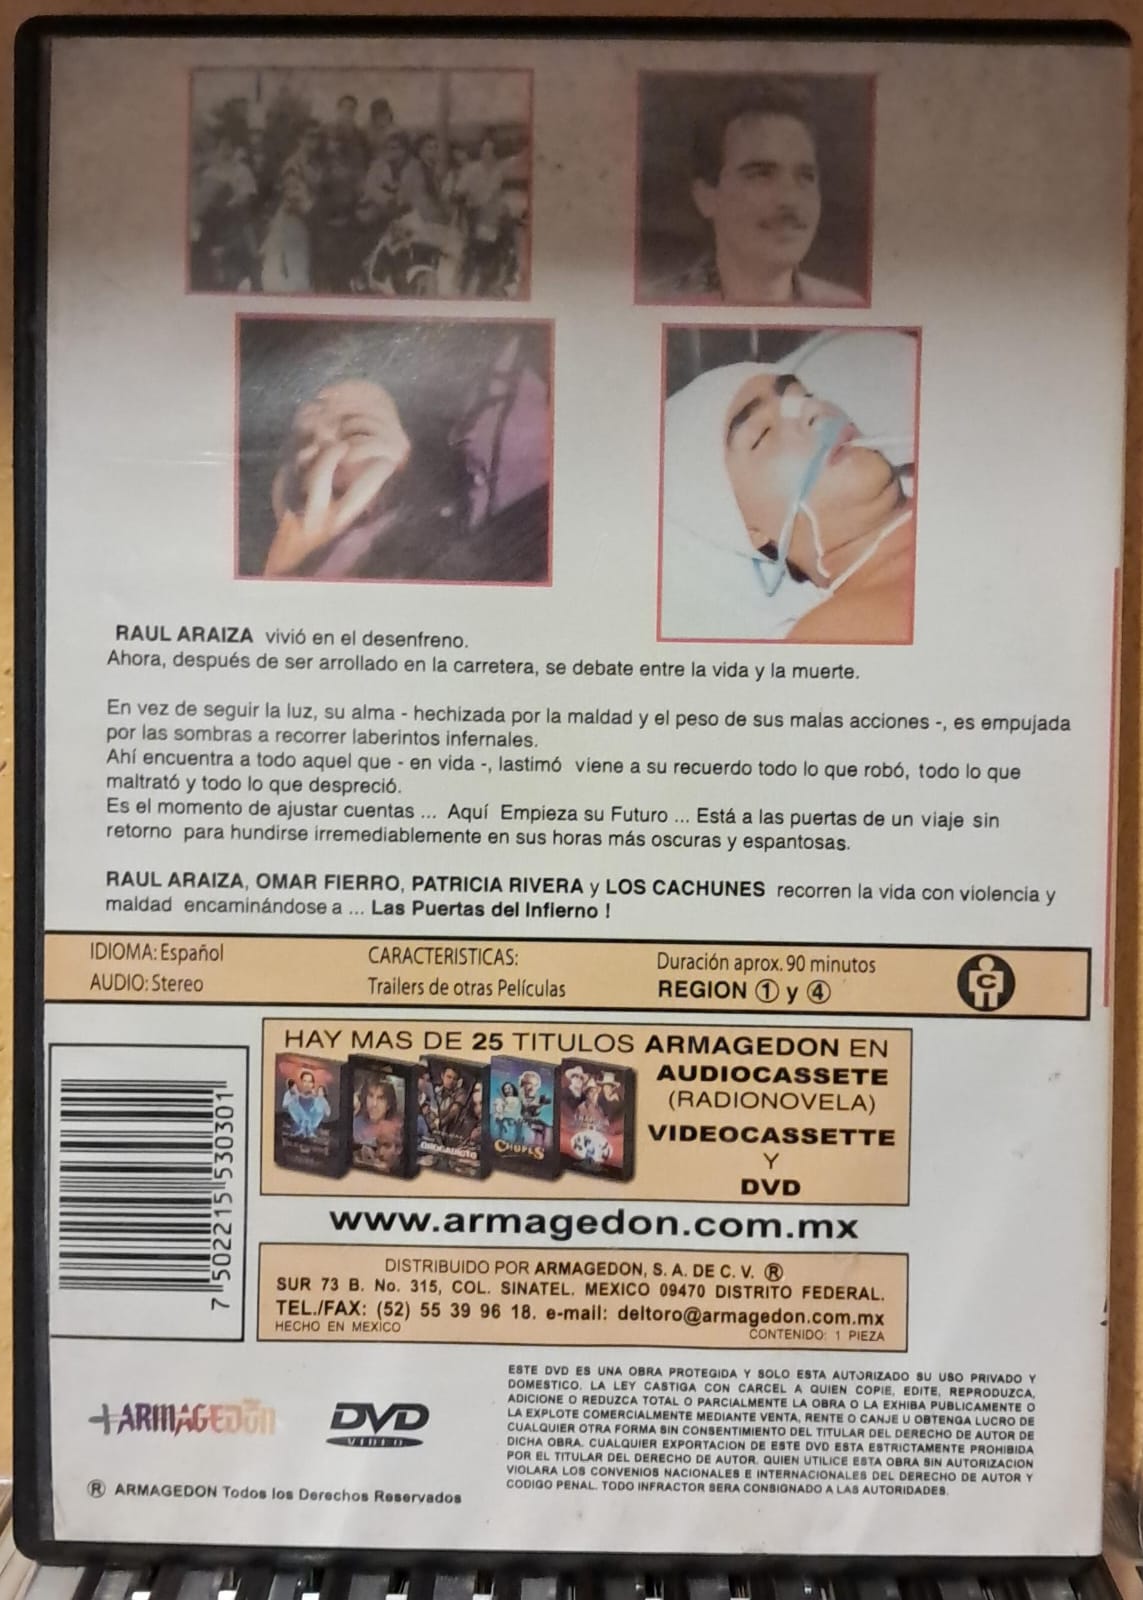 RAUL ARAIZA vivió en el desenfreno.
Ahora, después de ser arrollado en la carretera, se debate entre la vida y la muerte.
En vez de seguir la luz, su alma - hechizada por la maldad y el peso de sus malas acciones -, es empujada
por las sombras a recorrer laberintos infernales.
Ahí encuentra a todo aquel que - en vida -, lastimó viene a su recuerdo todo lo que robó, todo lo que
maltrató y todo lo que despreció.
Es el momento de ajustar cuentas ... Aquí Empieza su Futuro ... Está a las puertas de un viaje sin
retorno para hundirse irremediablemente en sus horas más oscuras y espantosas.
RAUL ARAIZA, OMAR FIERRO, PATRICIA RIVERA y LOS CACHUNES recorren la vida con violencia y
maldad encaminándose a ... Las Puertas del Infierno !
IDIOMA: Español
AUDIO: Stereo
CARACTERISTICAS:
Trailers de otras Películas
Duración aprox. 90 minutos
REGION 1 y 4
C
HAY MAS DE 25 TITULOS ARMAGEDON EN
AUDIOCASSETE
(RADIONOVELA)
VIDEOCASSETTE
Y
DVD
CHUPES
www.armagedon.com.mx
DISTRIBUIDO POR ARMAGEDON, S. A. DE C. V. ®
SUR 73 B. No. 315, COL. SINATEL. MEXICO 09470 DISTRITO FEDERAL.
TEL./FAX: (52) 55 39 96 18. e-mail: deltoro@armagedon.com.mx
HECHO EN MEXICO
CONTENIDO: 1 PIEZA
7 502215 530301
ARMAGEDON
DVD
VIDEO
® ARMAGEDON Todos los Derechos Reservados
ESTE DVD ES UNA OBRA PROTEGIDA Y SOLO ESTA AUTORIZADO SU USO PRIVADO Y
DOMESTICO. LA LEY CASTIGA CON CARCEL A QUIEN COPIE, EDITE, REPRODUZCA,
ADICIONE O REDUZCA TOTAL O PARCIALMENTE LA OBRA O LA EXHIBA PUBLICAMENTE O
LA EXPLOTE COMERCIALMENTE MEDIANTE VENTA, RENTE O CANJE U OBTENGA LUCRO DE
CUALQUIER OTRA FORMA SIN CONSENTIMIENTO DEL TITULAR DEL DERECHO DE AUTOR DE
DICHA OBRA. CUALQUIER EXPORTACION DE ESTE DVD ESTA ESTRICTAMENTE PROHIBIDA
POR EL TITULAR DEL DERECHO DE AUTOR. QUIEN UTILICE ESTA OBRA SIN AUTORIZACION
VIOLARA LOS CONVENIOS NACIONALES E INTERNACIONALES DEL DERECHO DE AUTOR Y
CODIGO PENAL. TODO INFRACTOR SERA CONSIGNADO A LAS AUTORIDADES.